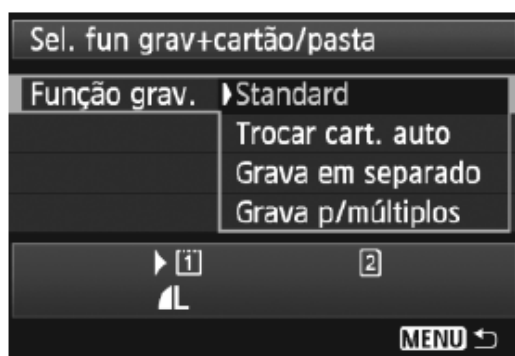 Sel. fun grav+cartão/pasta
Função grav. Standard
Trocar cart. auto
Grava em separado
Grava p/múltiplos
1 2
L
MENU